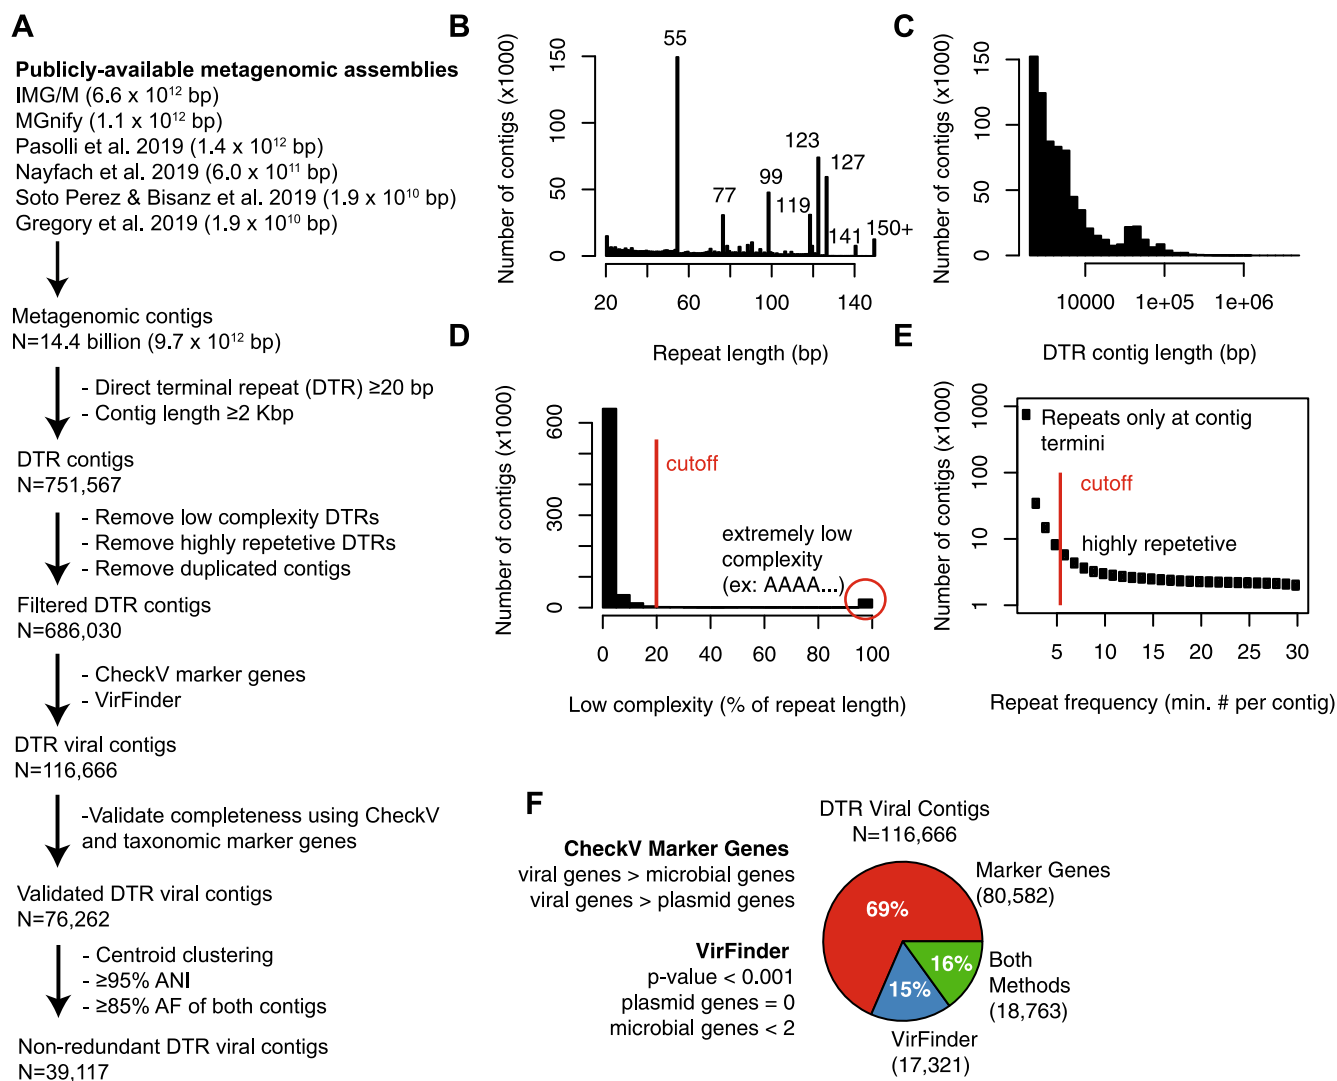 A
Publicly-available metagenomic assemblies
IMG/M (6.6 x 10¹² bp)
MGnify (1.1 x 10¹² bp)
Pasolli et al. 2019 (1.4 x 10¹² bp)
Nayfach et al. 2019 (6.0 x 10¹¹ bp)
Soto Perez & Bisanz et al. 2019 (1.9 x 10¹⁰ bp)
Gregory et al. 2019 (1.9 x 10¹⁰ bp)
Metagenomic contigs
N=14.4 billion (9.7 x 10¹² bp)
- Direct terminal repeat (DTR) ≥20 bp
- Contig length ≥2 Kbp
DTR contigs
N=751,567
- Remove low complexity DTRs
- Remove highly repetetive DTRs
- Remove duplicated contigs
Filtered DTR contigs
N=686,030
- CheckV marker genes
- VirFinder
DTR viral contigs
N=116,666
-Validate completeness using CheckV
and taxonomic marker genes
Validated DTR viral contigs
N=76,262
- Centroid clustering
- ≥95% ANI
- ≥85% AF of both contigs
Non-redundant DTR viral contigs
N=39,117
B
Number of contigs (x1000)
150
100
50
0
55
77
99
119
123
127
141
150+
20
60
100
140
Repeat length (bp)
C
Number of contigs (x1000)
150
100
50
0
10000
1e+05
1e+06
DTR contig length (bp)
D
Number of contigs (x1000)
600
300
0
cutoff
extremely low
complexity
(ex: AAAA...)
0
20
40
60
80
100
Low complexity (% of repeat length)
E
Number of contigs (x1000)
1000
100
10
1
Repeats only at contig
termini
cutoff
highly repetetive
5
10
15
20
25
30
Repeat frequency (min. # per contig)
F
CheckV Marker Genes
viral genes > microbial genes
viral genes > plasmid genes
VirFinder
p-value < 0.001
plasmid genes = 0
microbial genes < 2
DTR Viral Contigs
N=116,666
69%
Marker Genes
(80,582)
16%
Both
Methods
(18,763)
15%
VirFinder
(17,321)